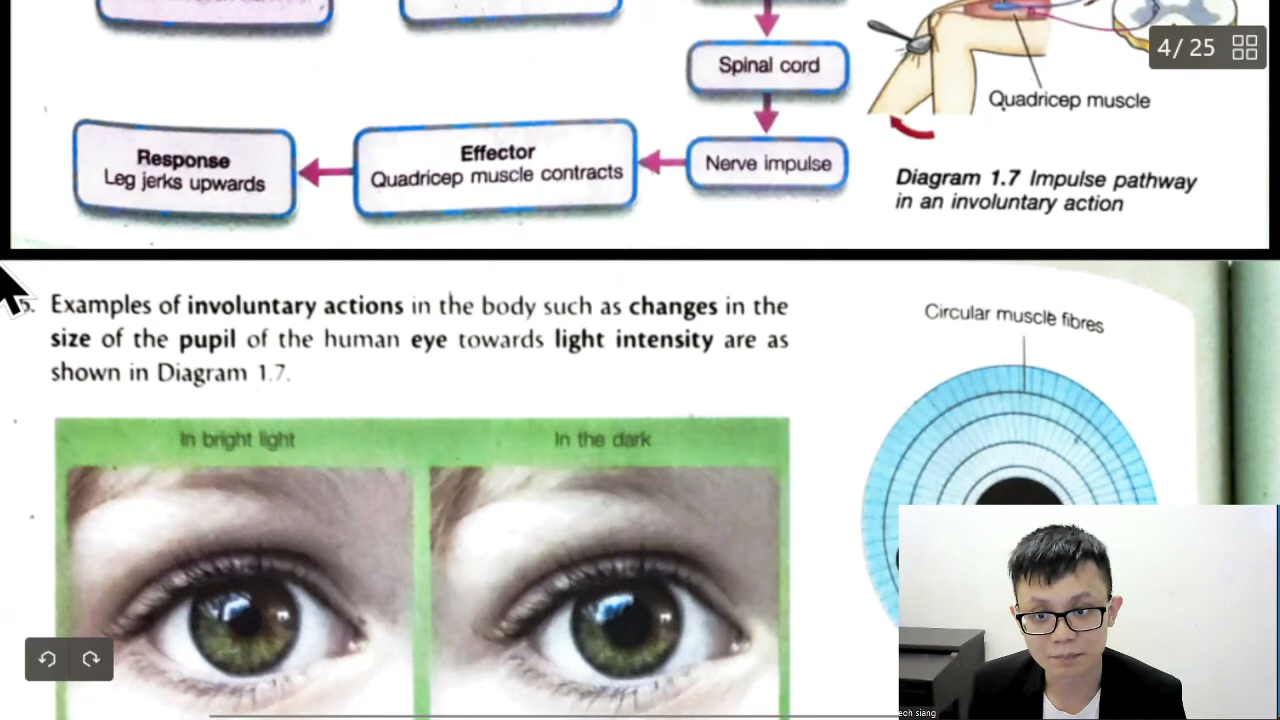 Spinal cord
4/ 25
Quadricep muscle
Response
Leg jerks upwards
Effector
Quadricep muscle contracts
Nerve impulse
Diagram 1.7 Impulse pathway
in an involuntary action
Examples of involuntary actions in the body such as changes in the
size of the pupil of the human eye towards light intensity are as
shown in Diagram 1.7.
Circular muscle fibres
In bright light
In the dark
eoh siang